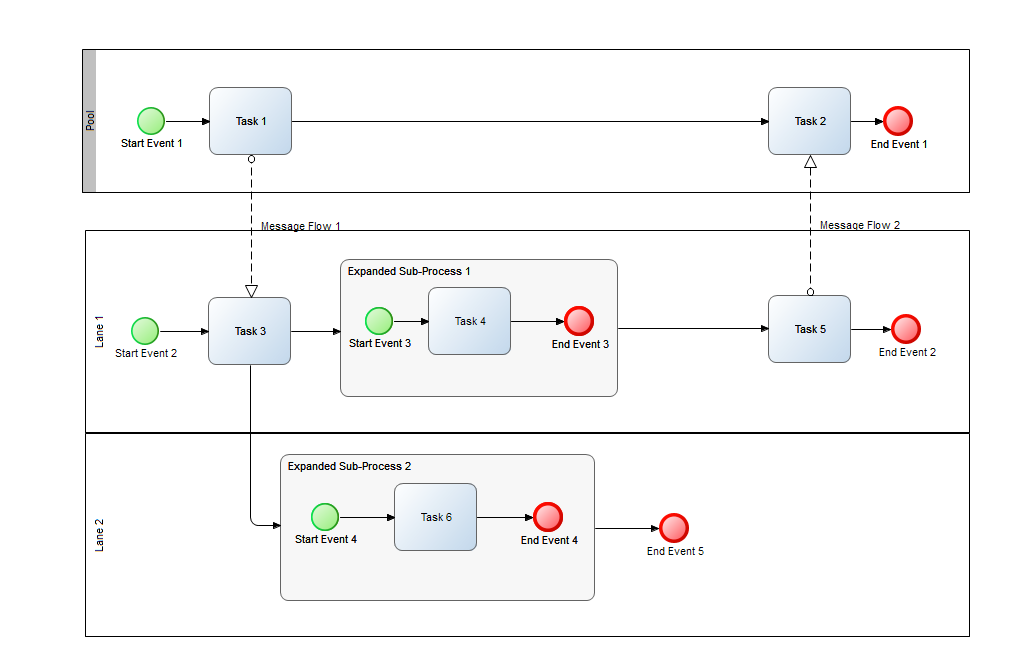 Pool
Task 1
Task 2
Start Event 1
End Event 1
Message Flow 1
Message Flow 2
Lane 1
Expanded Sub-Process 1
Task 3
Task 4
Task 5
Start Event 2
Start Event 3
End Event 3
End Event 2
Lane 2
Expanded Sub-Process 2
Task 6
Start Event 4
End Event 4
End Event 5